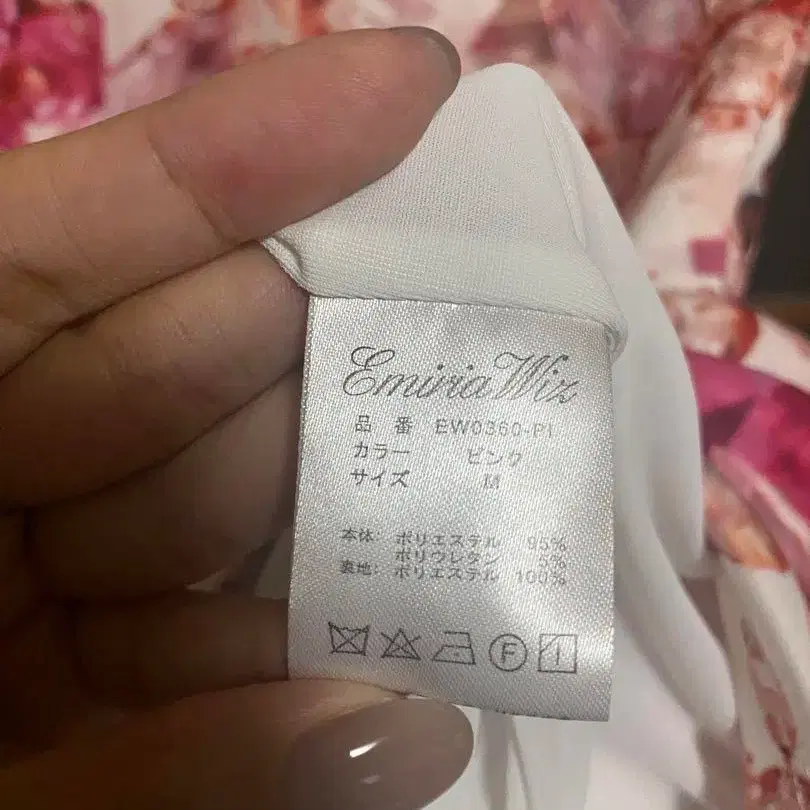 EmiriaWiz
品 番 EW0360-PI
カラー ピンク
サイズ M
本体: ポリエステル 95%
ポリウレタン 5%
裏地: ポリエステル 100%
F